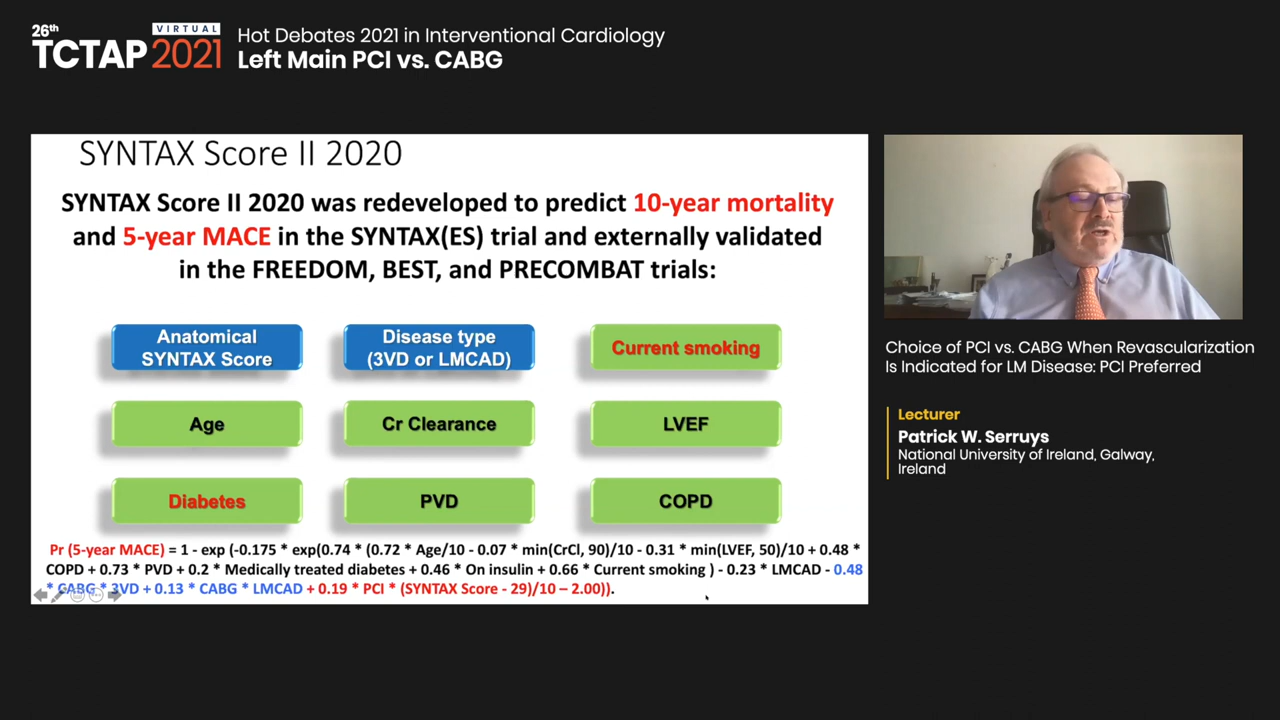 26th
TCTAP
VIRTUAL
2021
Hot Debates 2021 in Interventional Cardiology
Left Main PCI vs. CABG
SYNTAX Score II 2020
SYNTAX Score II 2020 was redeveloped to predict 10-year mortality
and 5-year MACE in the SYNTAX(ES) trial and externally validated
in the FREEDOM, BEST, and PRECOMBAT trials:
Anatomical
SYNTAX Score
Disease type
(3VD or LMCAD)
Current smoking
Age
Cr Clearance
LVEF
Diabetes
PVD
COPD
Pr (5-year MACE) = 1 - exp (-0.175 * exp(0.74 * (0.72 * Age/10 - 0.07 * min(CrCl, 90)/10 - 0.31 * min(LVEF, 50)/10 + 0.48 *
COPD + 0.73 * PVD + 0.2 * Medically treated diabetes + 0.46 * On insulin + 0.66 * Current smoking ) - 0.23 * LMCAD - 0.48
* CABG * 3VD + 0.13 * CABG * LMCAD + 0.19 * PCI * (SYNTAX Score - 29)/10 – 2.00)).
Choice of PCI vs. CABG When Revascularization
Is Indicated for LM Disease: PCI Preferred
Lecturer
Patrick W. Serruys
National University of Ireland, Galway,
Ireland